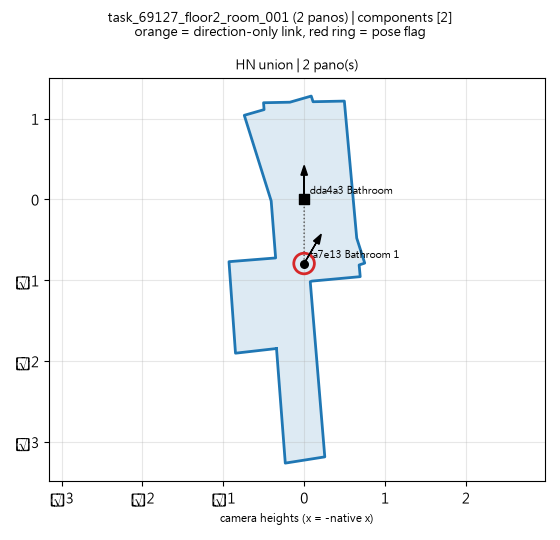 task_69127_floor2_room_001 (2 panos) | components [2]
orange = direction-only link, red ring = pose flag
HN union | 2 pano(s)
1
0
1
2
3
dda4a3 Bathroom
fa7e13 Bathroom 1
3
2
1
0
1
2
camera heights (x = -native x)